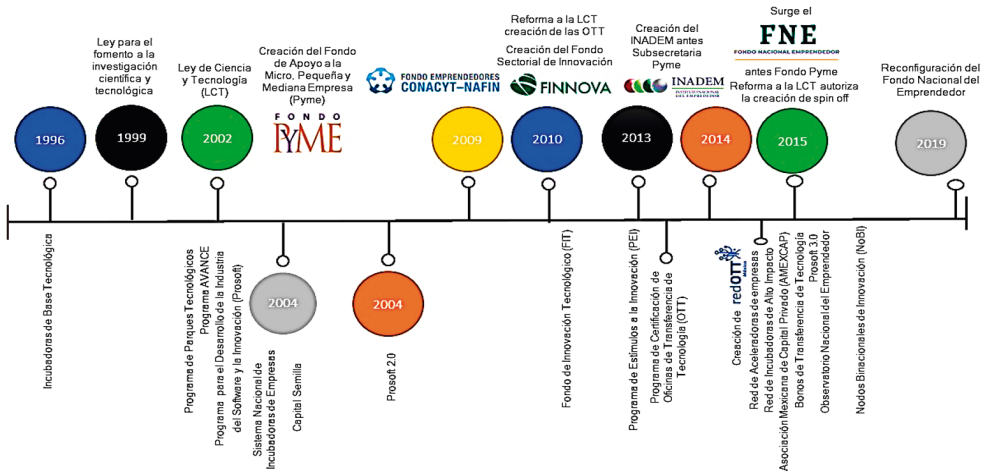 Ley para el
fomento a la
investigación
científica y
tecnológica
Ley de Ciencia
y Tecnología
(LCT)
Creación del Fondo
de Apoyo a la
Micro, Pequeña y
Mediana Empresa
(Pyme)
FONDO
PyME
FONDO EMPRENDEDORES
CONACYT–NAFIN
Reforma a la LCT
creación de las OTT
Creación del Fondo
Sectorial de Innovación
FINNOVA
Creación del
INADEM antes
Subsecretaria
Pyme
INADEM
INSTITUTO NACIONAL
DEL EMPRENDEDOR
Surge el
FNE
FONDO NACIONAL EMPRENDEDOR
antes Fondo Pyme
Reforma a la LCT autoriza
la creación de spin off
Reconfiguración del
Fondo Nacional del
Emprendedor
1996
1999
2002
2009
2010
2013
2014
2015
2019
2004
2004
Incubadoras de Base Tecnológica
Programa de Parques Tecnológicos
Programa AVANCE
Programa para el Desarrollo de la Industria
del Software y la Innovación (Prosoft)
Sistema Nacional de
Incubadoras de Empresas
Capital Semilla
Prosoft 2.0
Fondo de Innovación Tecnológico (FIT)
Programa de Estímulos a la Innovación (PEI)
Programa de Certificación de
Oficinas de Transferencia de
Tecnología (OTT)
Creación de redOTT
México
Red de Aceleradoras de empresas
Red de Incubadoras de Alto Impacto
Asociación Mexicana de Capital Privado (AMEXCAP)
Bonos de Transferencia de Tecnología
Prosoft 3.0
Observatorio Nacional del Emprendedor
Nodos Binacionales de Innovación (NoBI)